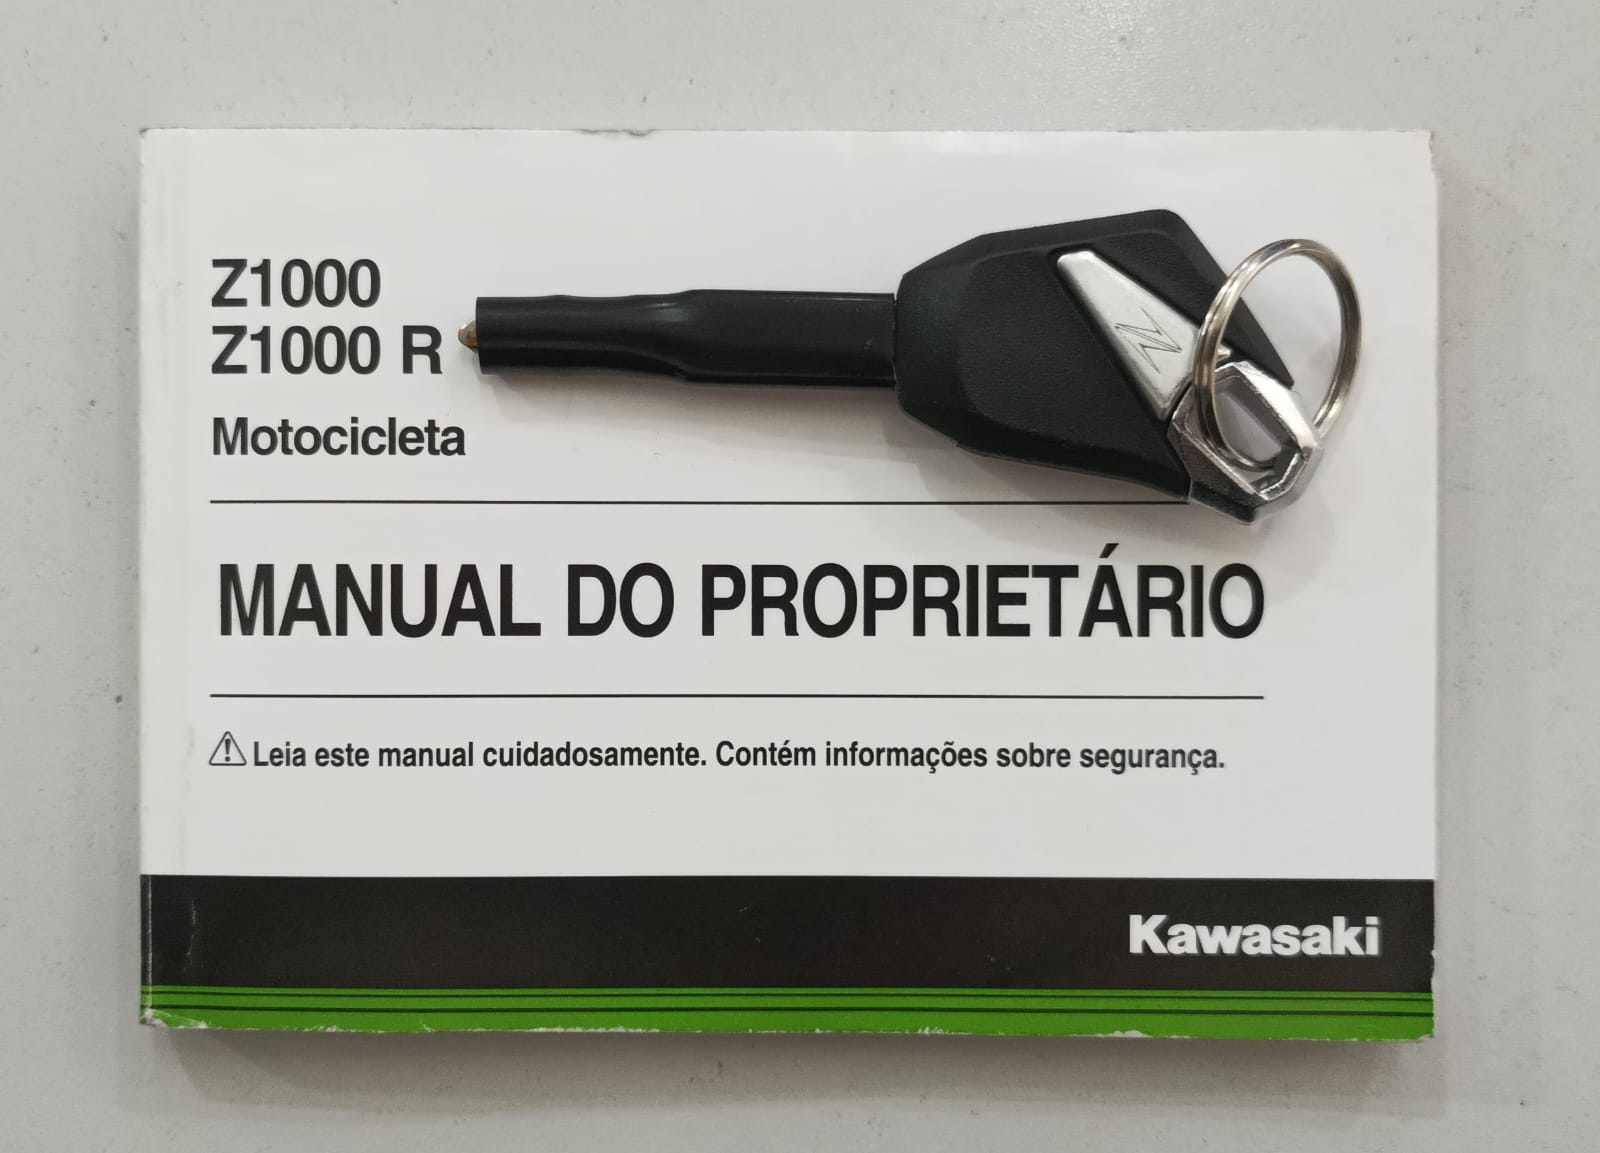 Z1000
Z1000 R
Motocicleta
MANUAL DO PROPRIETÁRIO
Leia este manual cuidadosamente. Contém informações sobre segurança.
Kawasaki